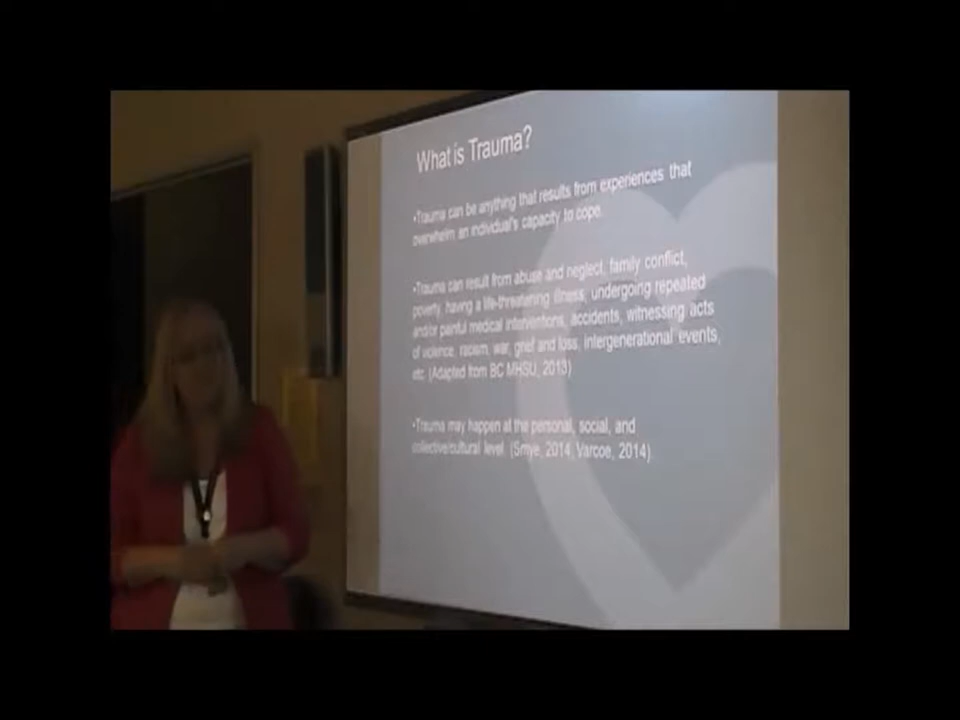 What is Trauma?
•Trauma can be anything that results from experiences that
overwhelm an individual's capacity to cope.
•Trauma can result from abuse and neglect, family conflict,
poverty, having a life-threatening illness, undergoing repeated
and/or painful medical interventions, accidents, witnessing acts
of violence, racism, war, grief and loss, intergenerational events,
etc. (Adapted from BC MHSU, 2013)
•Trauma may happen at the personal, social, and
collective/cultural level. (Smye, 2014, Varcoe, 2014)